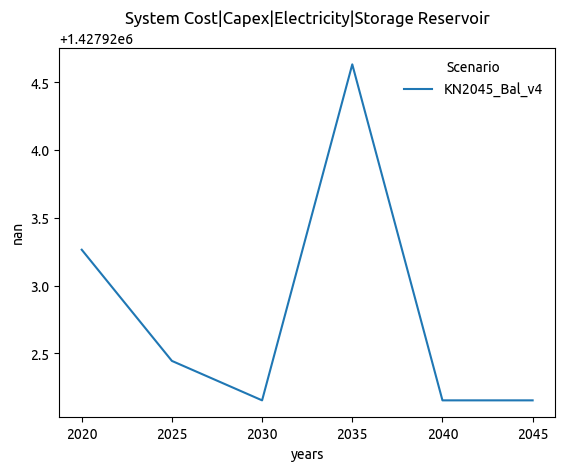 System Cost|Capex|Electricity|Storage Reservoir
+1.42792e6
Scenario
KN2045_Bal_v4
4.5
4.0
3.5
3.0
2.5
nan
2020 2025 2030 2035 2040 2045
years